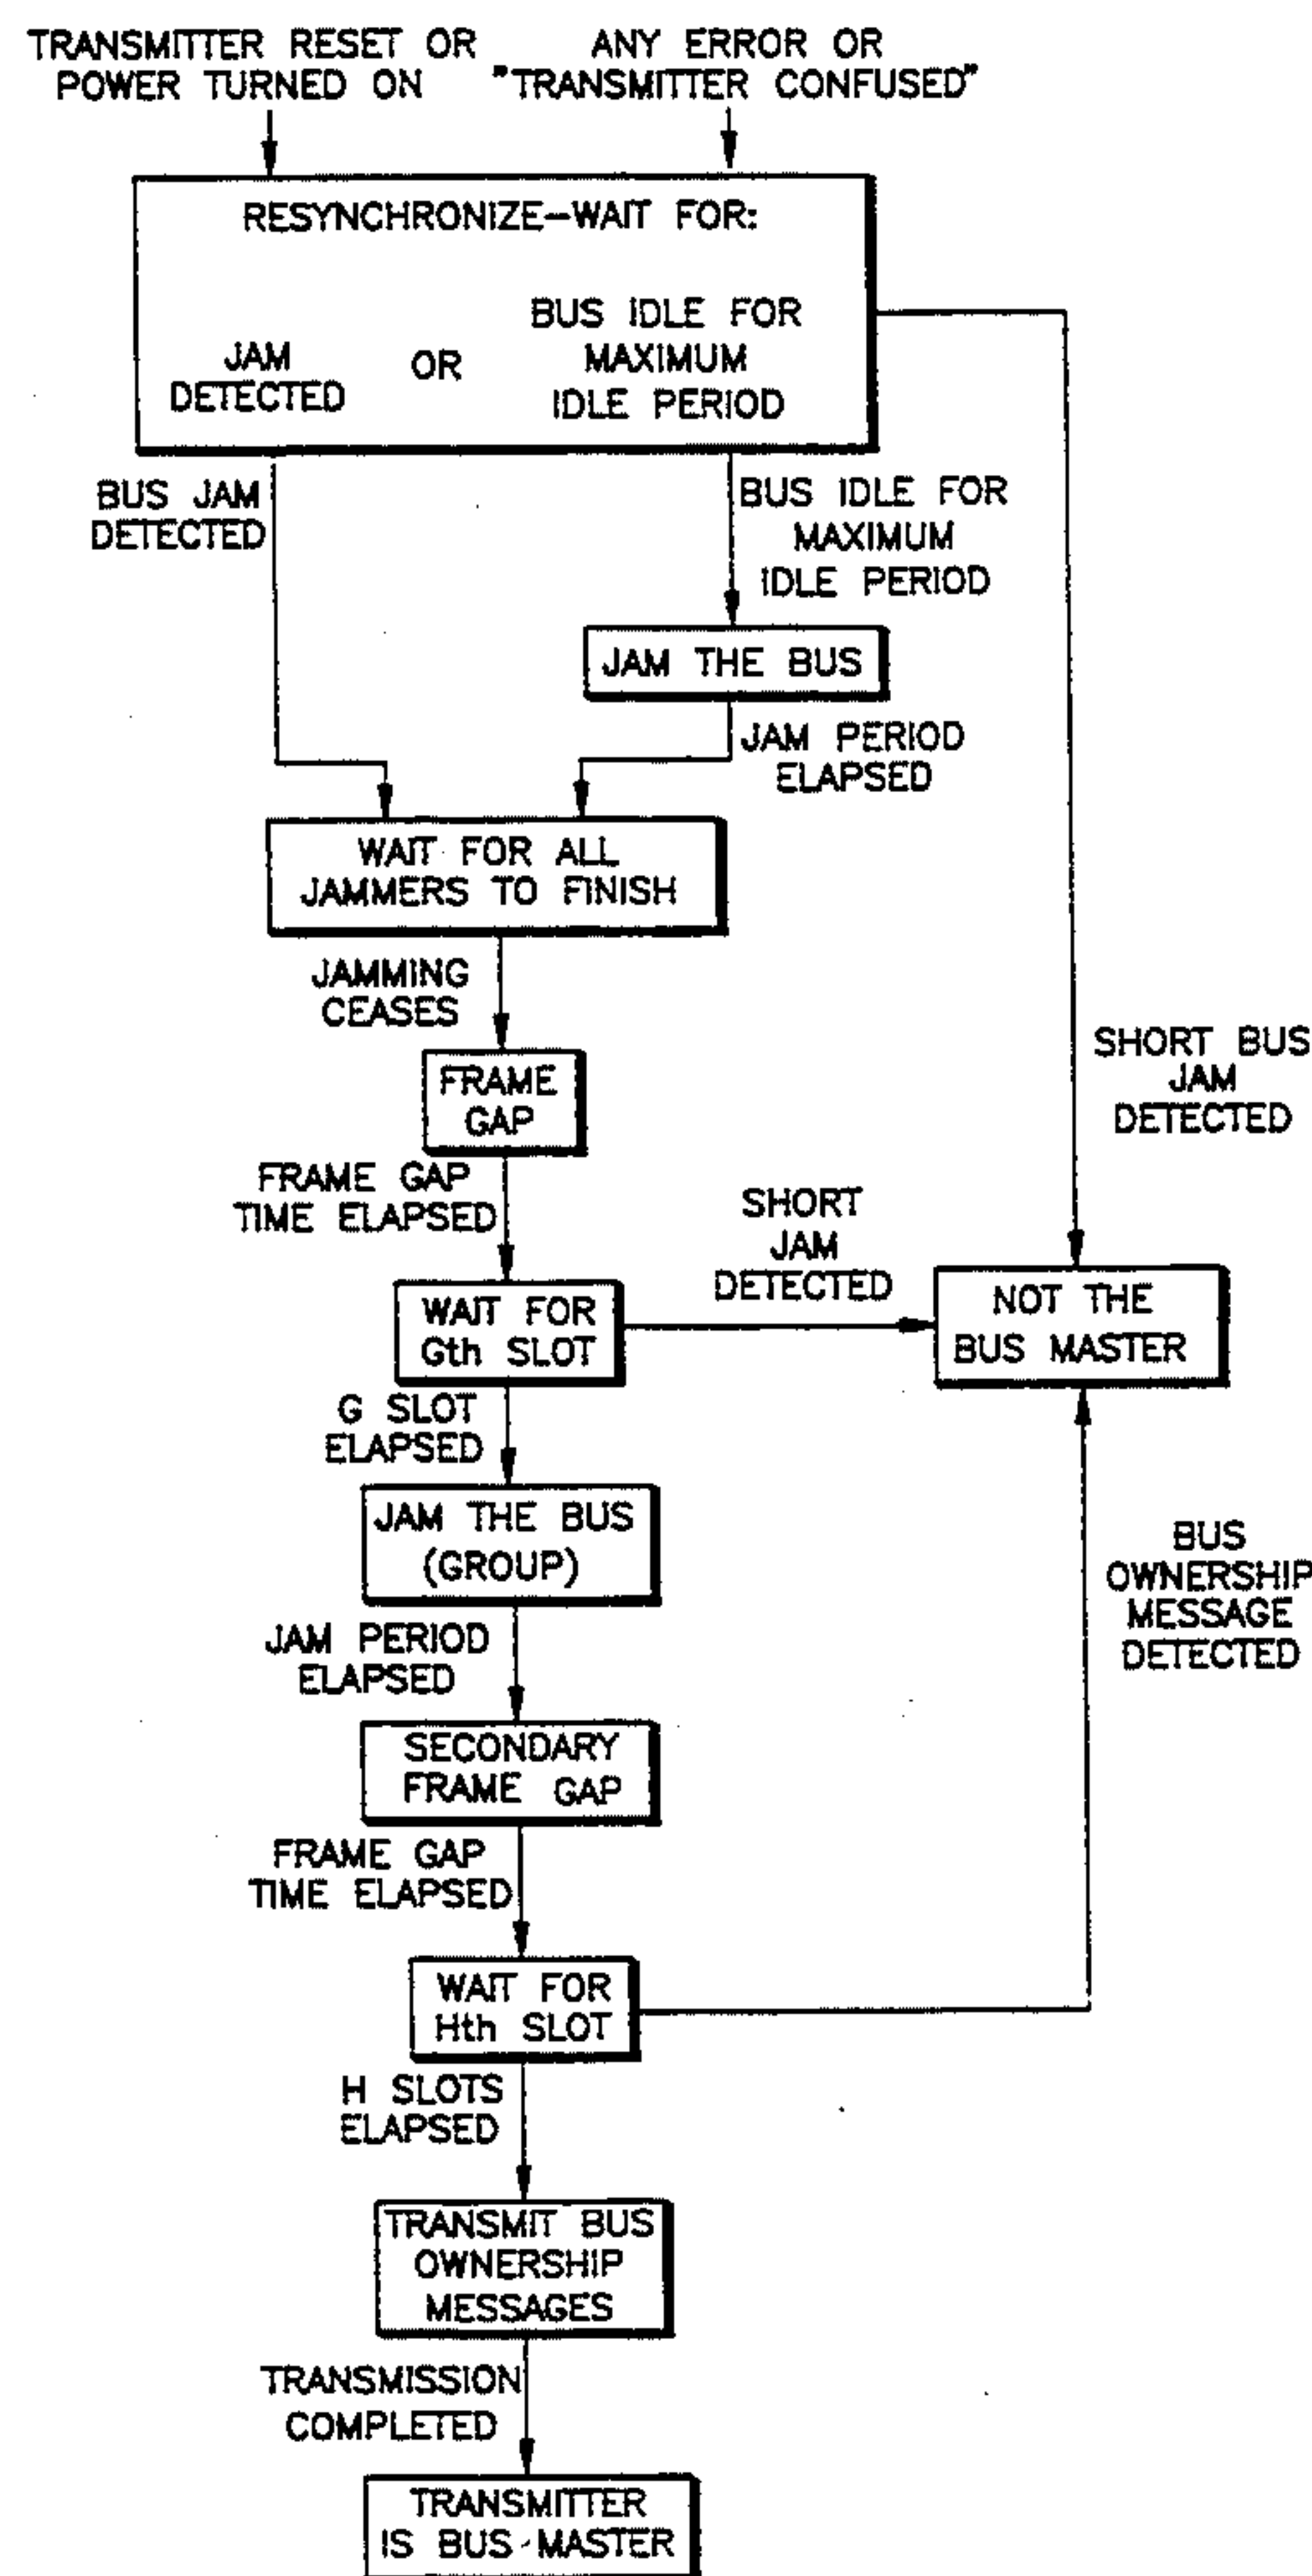 TRANSMITTER RESET OR
POWER TURNED ON
ANY ERROR OR
"TRANSMITTER CONFUSED"
RESYNCHRONIZE-WAIT FOR:
JAM
DETECTED
OR
BUS IDLE FOR
MAXIMUM
IDLE PERIOD
BUS JAM
DETECTED
BUS IDLE FOR
MAXIMUM
IDLE PERIOD
JAM THE BUS
JAM PERIOD
ELAPSED
WAIT FOR ALL
JAMMERS TO FINISH
JAMMING
CEASES
FRAME
GAP
SHORT BUS
JAM
DETECTED
FRAME GAP
TIME ELAPSED
SHORT
JAM
DETECTED
WAIT FOR
Gth SLOT
NOT THE
BUS MASTER
G SLOT
ELAPSED
JAM THE BUS
(GROUP)
BUS
OWNERSHIP
MESSAGE
DETECTED
JAM PERIOD
ELAPSED
SECONDARY
FRAME GAP
FRAME GAP
TIME ELAPSED
WAIT FOR
Hth SLOT
H SLOTS
ELAPSED
TRANSMIT BUS
OWNERSHIP
MESSAGES
TRANSMISSION
COMPLETED
TRANSMITTER
IS BUS MASTER